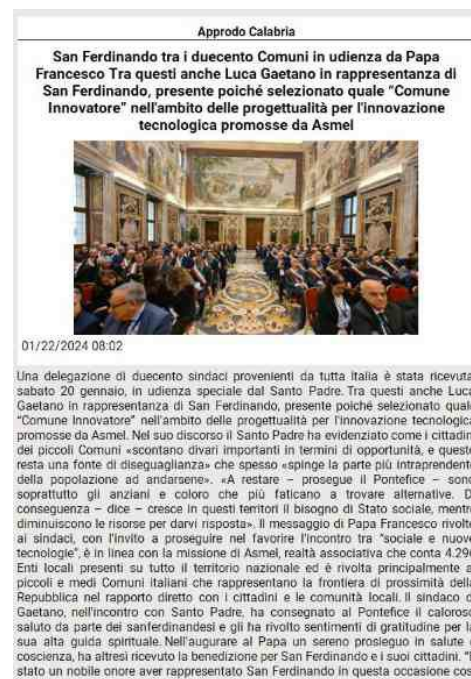 Approdo Calabria
San Ferdinando tra i duecento Comuni in udienza da Papa
Francesco Tra questi anche Luca Gaetano in rappresentanza di
San Ferdinando, presente poiché selezionato quale “Comune
Innovatore” nell'ambito delle progettualità per l'innovazione
tecnologica promosse da Asmel
01/22/2024 08:02
Una delegazione di duecento sindaci provenienti da tutta Italia è stata ricevuta
sabato 20 gennaio, in udienza speciale dal Santo Padre. Tra questi anche Luca
Gaetano in rappresentanza di San Ferdinando, presente poiché selezionato quale
“Comune Innovatore” nell'ambito delle progettualità per l'innovazione tecnologica
promosse da Asmel. Nel suo discorso il Santo Padre ha evidenziato come i cittadin
dei piccoli Comuni «scontano divari importanti in termini di opportunità, e questo
resta una fonte di diseguaglianza» che spesso «spinge la parte più intraprendente
della popolazione ad andarsene». «A restare – prosegue il Pontefice – sono
soprattutto gli anziani e coloro che più faticano a trovare alternative. D
conseguenza – dice – cresce in questi territori il bisogno di Stato sociale, mentre
diminuiscono le risorse per darvi risposta». Il messaggio di Papa Francesco rivolto
ai sindaci, con l'invito a proseguire nel favorire l'incontro tra “sociale e nuove
tecnologie”, è in linea con la missione di Asmel, realtà associativa che conta 4.290
Enti locali presenti su tutto il territorio nazionale ed è rivolta principalmente a
piccoli e medi Comuni italiani che rappresentano la frontiera di prossimità della
Repubblica nel rapporto diretto con i cittadini e le comunità locali. Il sindaco d
Gaetano, nell'incontro con Santo Padre, ha consegnato al Pontefice il caloroso
saluto da parte dei sanferdinandesi e gli ha rivolto sentimenti di gratitudine per la
sua alta guida spirituale. Nell'augurare al Papa un sereno prosieguo in salute e
coscienza, ha altresì ricevuto la benedizione per San Ferdinando e i suoi cittadini.
stato un nobile onore aver rappresentato San Ferdinando in questa occasione così